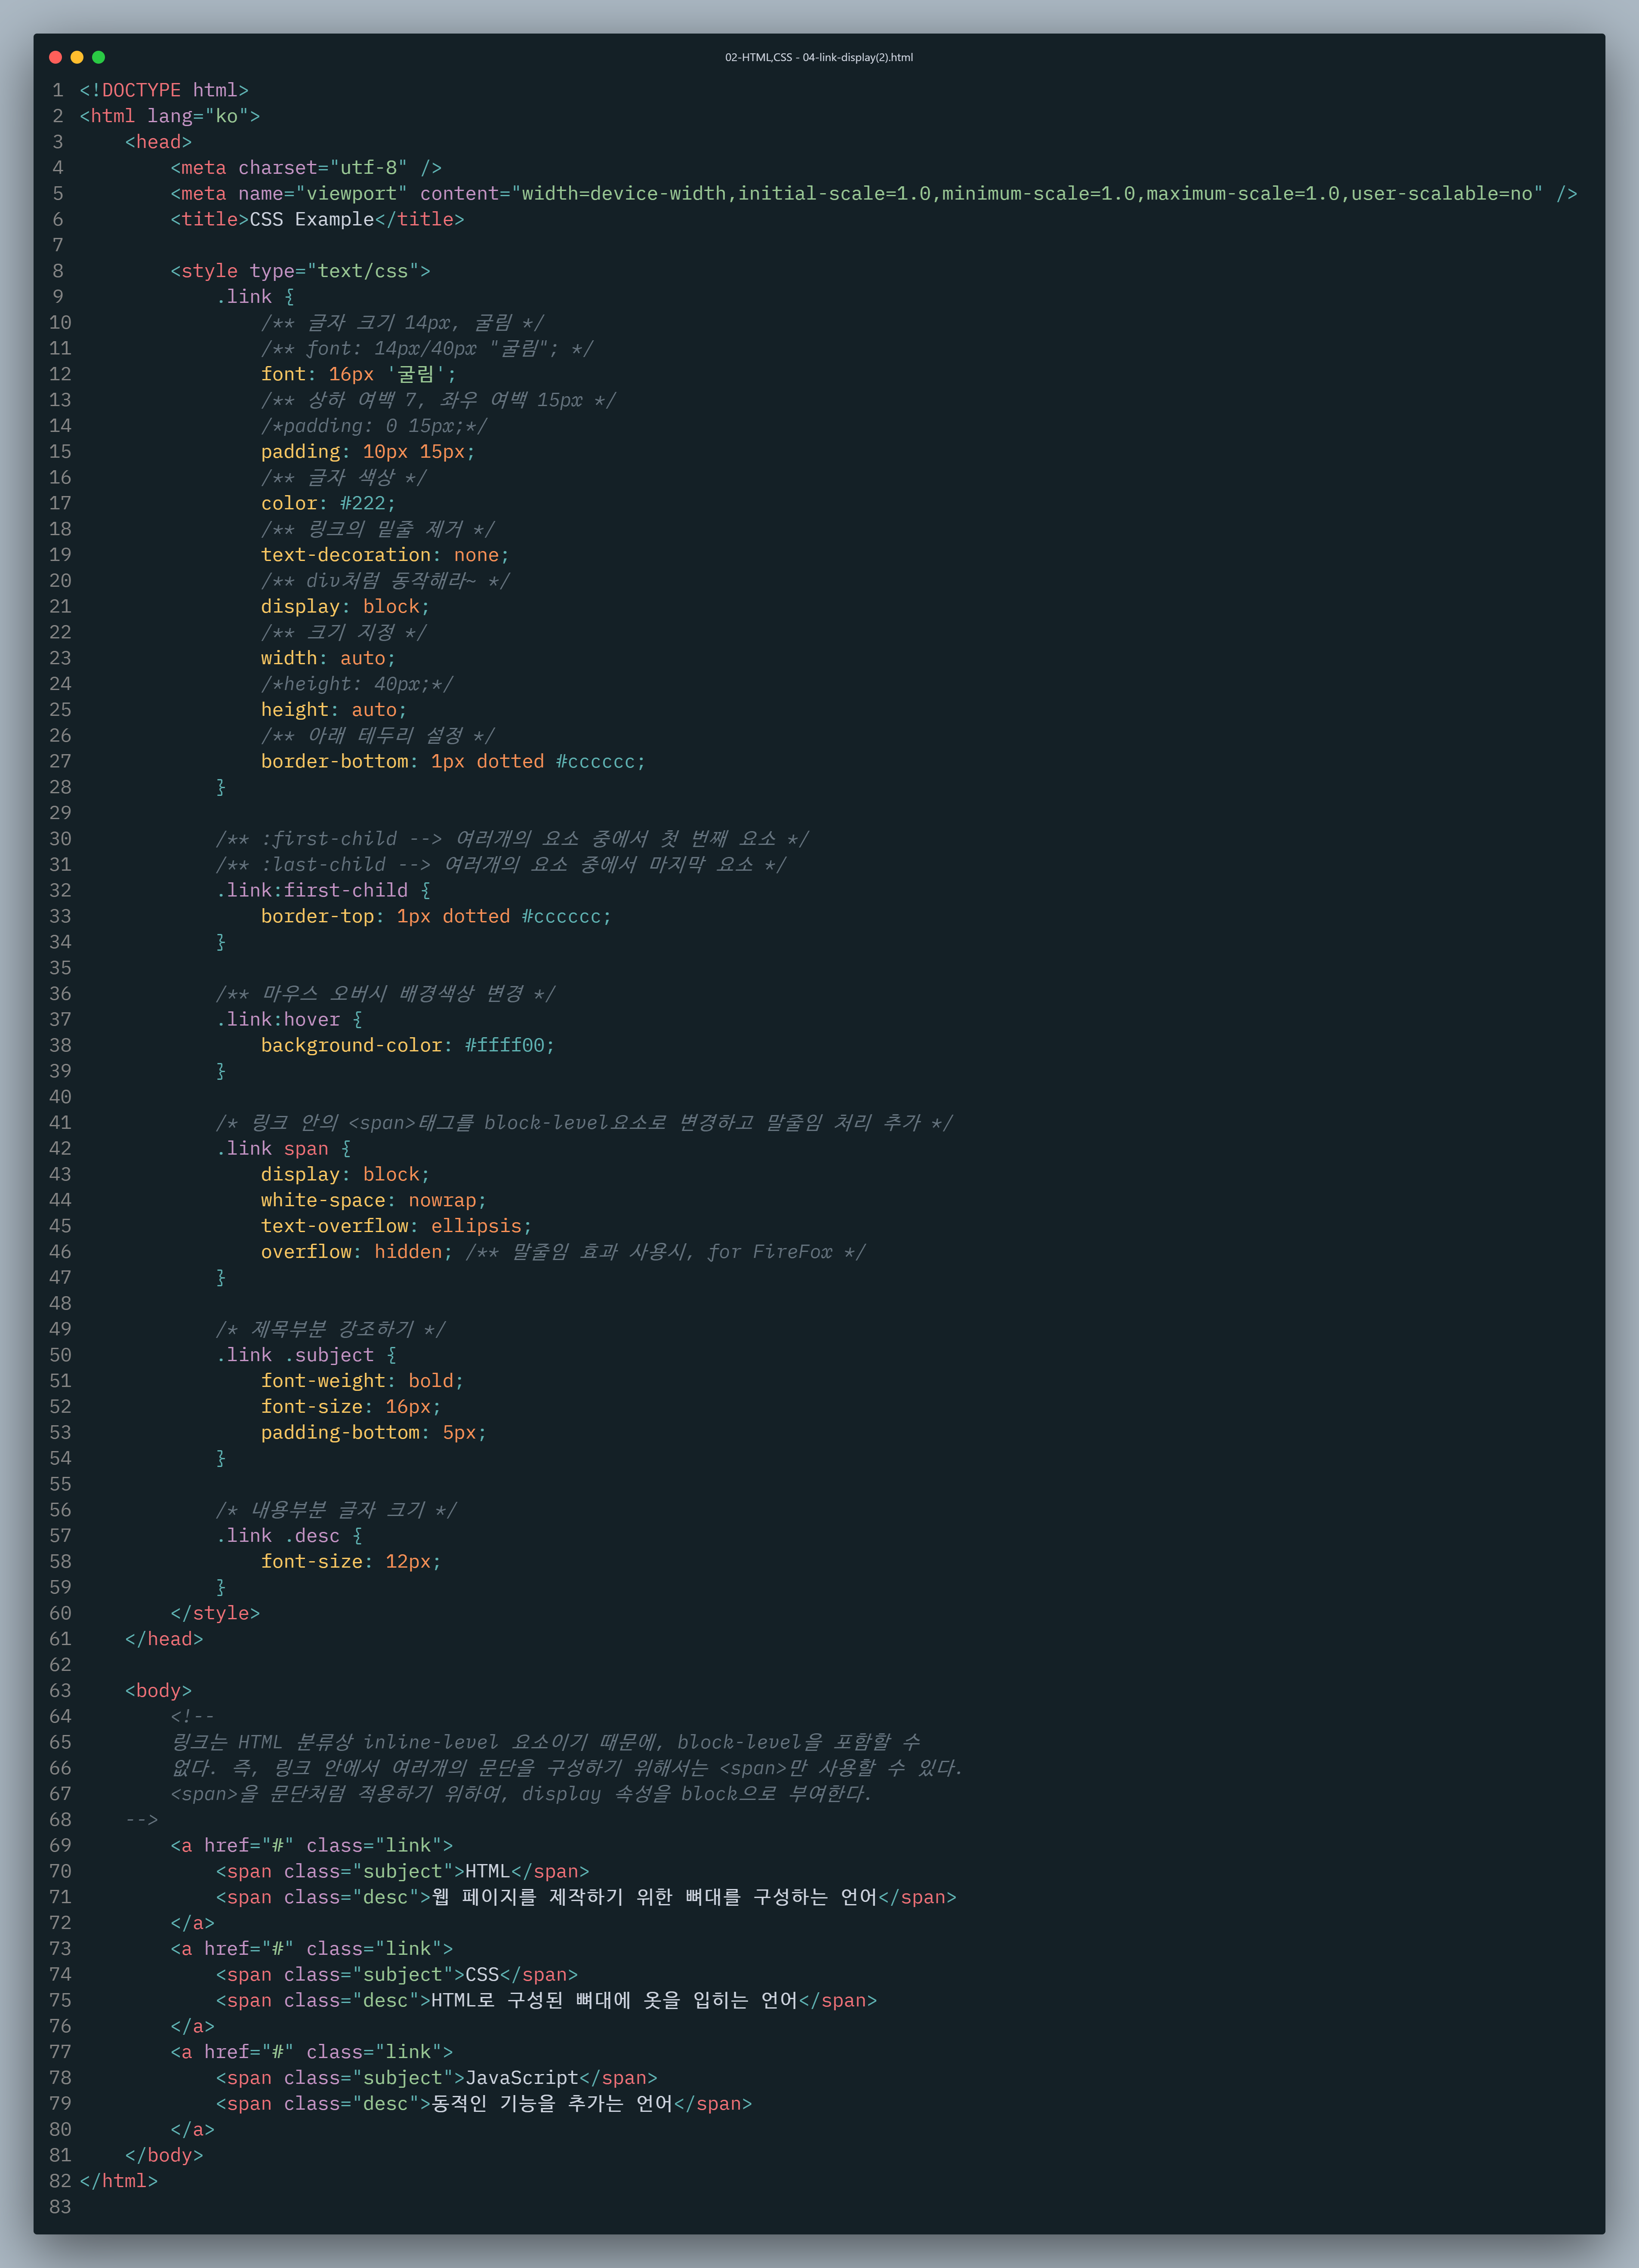 02-HTML,CSS - 04-link-display(2).html
1 <!DOCTYPE html>
2 <html lang="ko">
3     <head>
4         <meta charset="utf-8" />
5         <meta name="viewport" content="width=device-width,initial-scale=1.0,minimum-scale=1.0,maximum-scale=1.0,user-scalable=no" />
6         <title>CSS Example</title>
7
8         <style type="text/css">
9             .link {
10                 /** 글자 크기 14px, 굴림 */
11                 /** font: 14px/40px "굴림"; */
12                 font: 16px '굴림';
13                 /** 상하 여백 7, 좌우 여백 15px */
14                 /*padding: 0 15px;*/
15                 padding: 10px 15px;
16                 /** 글자 색상 */
17                 color: #222;
18                 /** 링크의 밑줄 제거 */
19                 text-decoration: none;
20                 /** div처럼 동작해라~ */
21                 display: block;
22                 /** 크기 지정 */
23                 width: auto;
24                 /*height: 40px;*/
25                 height: auto;
26                 /** 아래 테두리 설정 */
27                 border-bottom: 1px dotted #cccccc;
28             }
29
30             /** :first-child --> 여러개의 요소 중에서 첫 번째 요소 */
31             /** :last-child --> 여러개의 요소 중에서 마지막 요소 */
32             .link:first-child {
33                 border-top: 1px dotted #cccccc;
34             }
35
36             /** 마우스 오버시 배경색상 변경 */
37             .link:hover {
38                 background-color: #ffff00;
39             }
40
41             /* 링크 안의 <span>태그를 block-level요소로 변경하고 말줄임 처리 추가 */
42             .link span {
43                 display: block;
44                 white-space: nowrap;
45                 text-overflow: ellipsis;
46                 overflow: hidden; /** 말줄임 효과 사용시, for FireFox */
47             }
48
49             /* 제목부분 강조하기 */
50             .link .subject {
51                 font-weight: bold;
52                 font-size: 16px;
53                 padding-bottom: 5px;
54             }
55
56             /* 내용부분 글자 크기 */
57             .link .desc {
58                 font-size: 12px;
59             }
60         </style>
61     </head>
62
63     <body>
64         <!--
65         링크는 HTML 분류상 inline-level 요소이기 때문에, block-level을 포함할 수
66         없다. 즉, 링크 안에서 여러개의 문단을 구성하기 위해서는 <span>만 사용할 수 있다.
67         <span>을 문단처럼 적용하기 위하여, display 속성을 block으로 부여한다.
68     -->
69         <a href="#" class="link">
70             <span class="subject">HTML</span>
71             <span class="desc">웹 페이지를 제작하기 위한 뼈대를 구성하는 언어</span>
72         </a>
73         <a href="#" class="link">
74             <span class="subject">CSS</span>
75             <span class="desc">HTML로 구성된 뼈대에 옷을 입히는 언어</span>
76         </a>
77         <a href="#" class="link">
78             <span class="subject">JavaScript</span>
79             <span class="desc">동적인 기능을 추가는 언어</span>
80         </a>
81     </body>
82 </html>
83